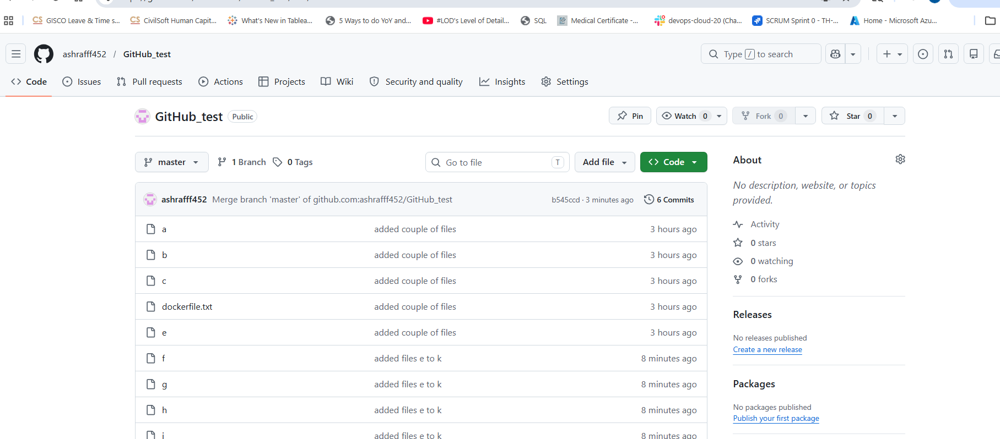 GISCO Leave & Time s...
CivilSoft Human Capit...
What's New in Tablea...
5 Ways to do YoY and...
#LOD's Level of Detail...
SQL
Medical Certificate -...
devops-cloud-20 (Cha...
SCRUM Sprint 0 - TH-...
Home - Microsoft Azu...
ashrafff452 / GitHub_test
Type / to search
Code
Issues
Pull requests
Actions
Projects
Wiki
Security and quality
Insights
Settings
GitHub_test Public
Pin
Watch 0
Fork 0
Star 0
master
1 Branch
0 Tags
Go to file T
Add file
Code
ashrafff452 Merge branch 'master' of github.com:ashrafff452/GitHub_test b545ccd · 3 minutes ago 6 Commits
a added couple of files 3 hours ago
b added couple of files 3 hours ago
c added couple of files 3 hours ago
dockerfile.txt added couple of files 3 hours ago
e added couple of files 3 hours ago
f added files e to k 8 minutes ago
g added files e to k 8 minutes ago
h added files e to k 8 minutes ago
i added files e to k 8 minutes ago
About
No description, website, or topics
provided.
Activity
0 stars
0 watching
0 forks
Releases
No releases published
Create a new release
Packages
No packages published
Publish your first package